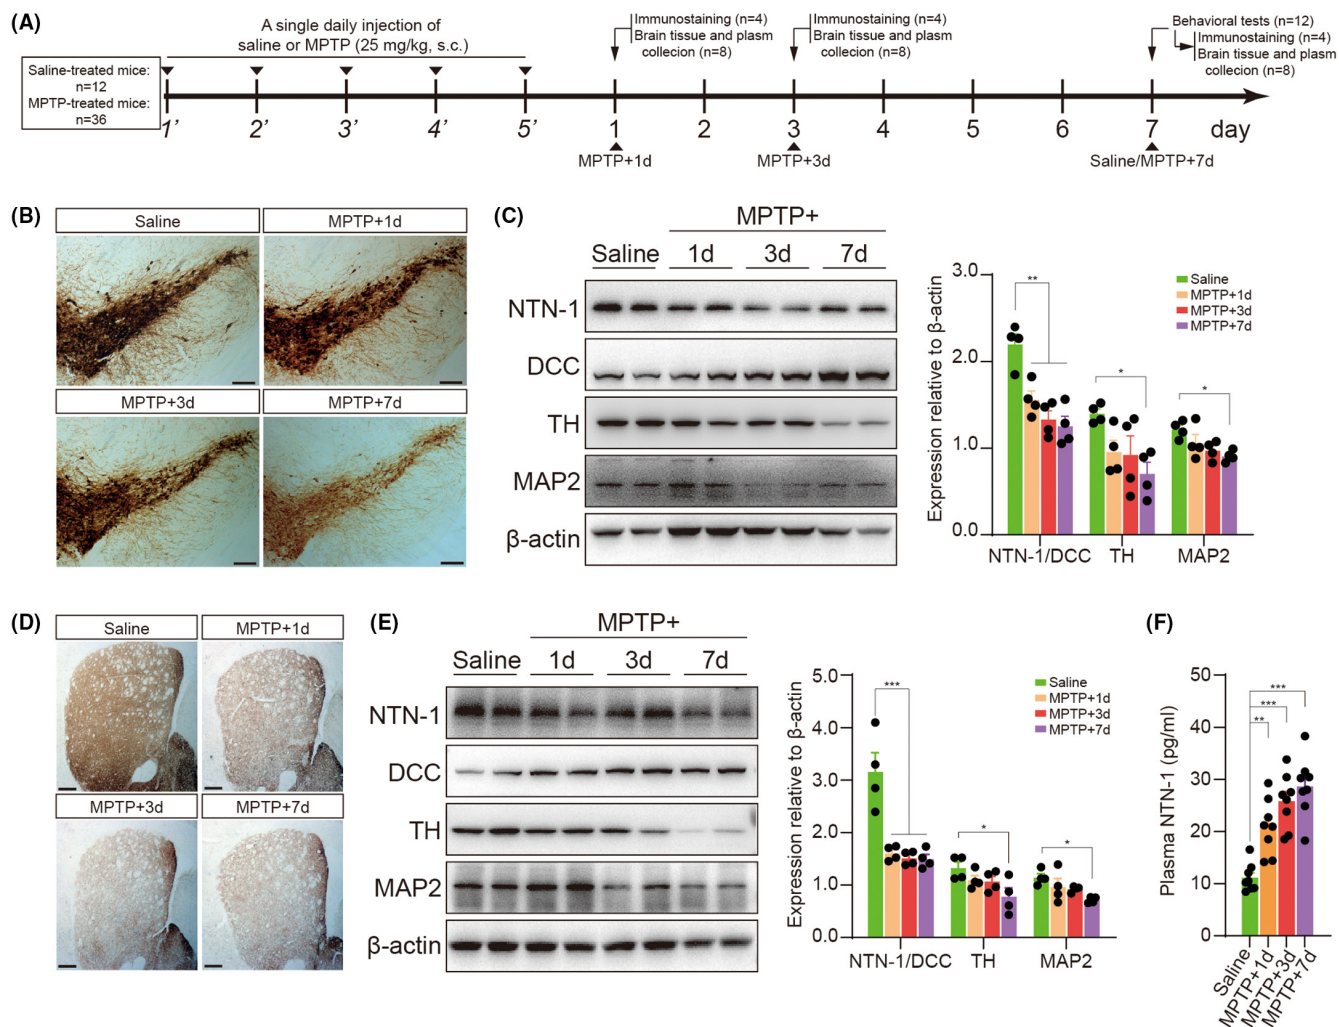 (A)
A single daily injection of
saline or MPTP (25 mg/kg, s.c.)
Saline-treated mice:
n=12
MPTP-treated mice:
n=36
Immunostaining (n=4)
Brain tissue and plasm
collecion (n=8)
Immunostaining (n=4)
Brain tissue and plasm
collecion (n=8)
Behavioral tests (n=12)
Immunostaining (n=4)
Brain tissue and plasm
collecion (n=8)
1’ 2’ 3’ 4’ 5’ 1 2 3 4 5 6 7 day
MPTP+1d MPTP+3d Saline/MPTP+7d
(B)
Saline MPTP+1d
MPTP+3d MPTP+7d
(C)
MPTP+
Saline 1d 3d 7d
NTN-1
DCC
TH
MAP2
β-actin
Expression relative to β-actin
3.0
2.0
1.0
0.0
** * *
Saline
MPTP+1d
MPTP+3d
MPTP+7d
NTN-1/DCC TH MAP2
(D)
Saline MPTP+1d
MPTP+3d MPTP+7d
(E)
MPTP+
Saline 1d 3d 7d
NTN-1
DCC
TH
MAP2
β-actin
Expression relative to β-actin
5.0
4.0
3.0
2.0
1.0
0.0
*** * *
Saline
MPTP+1d
MPTP+3d
MPTP+7d
NTN-1/DCC TH MAP2
(F)
Plasma NTN-1 (pg/ml)
50
40
30
20
10
0
***
***
**
Saline
MPTP+1d
MPTP+3d
MPTP+7d